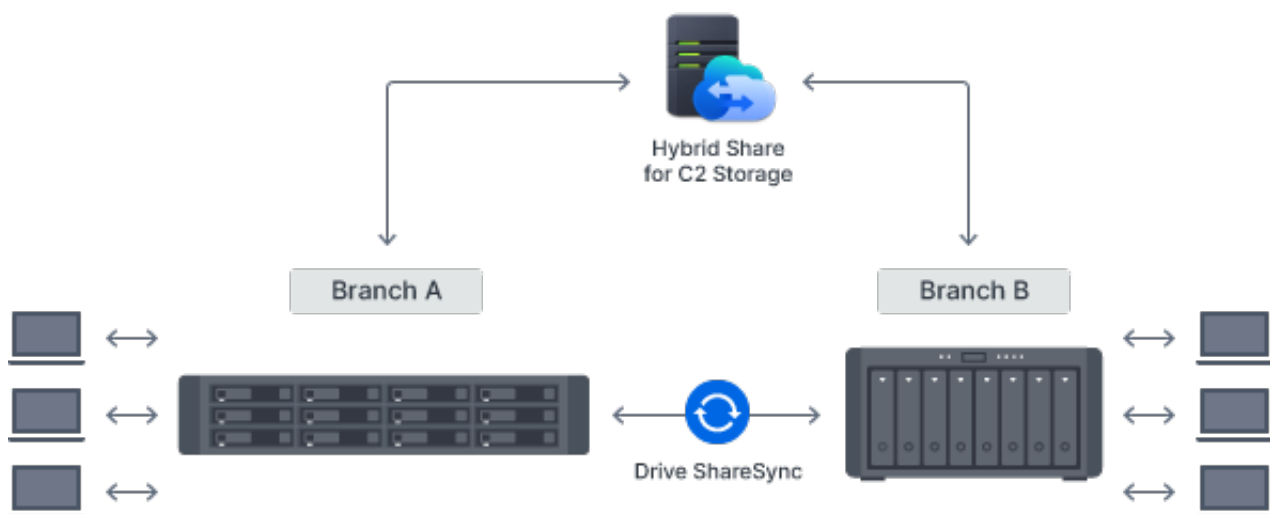 Hybrid Share
for C2 Storage
Branch A
Branch B
Drive ShareSync